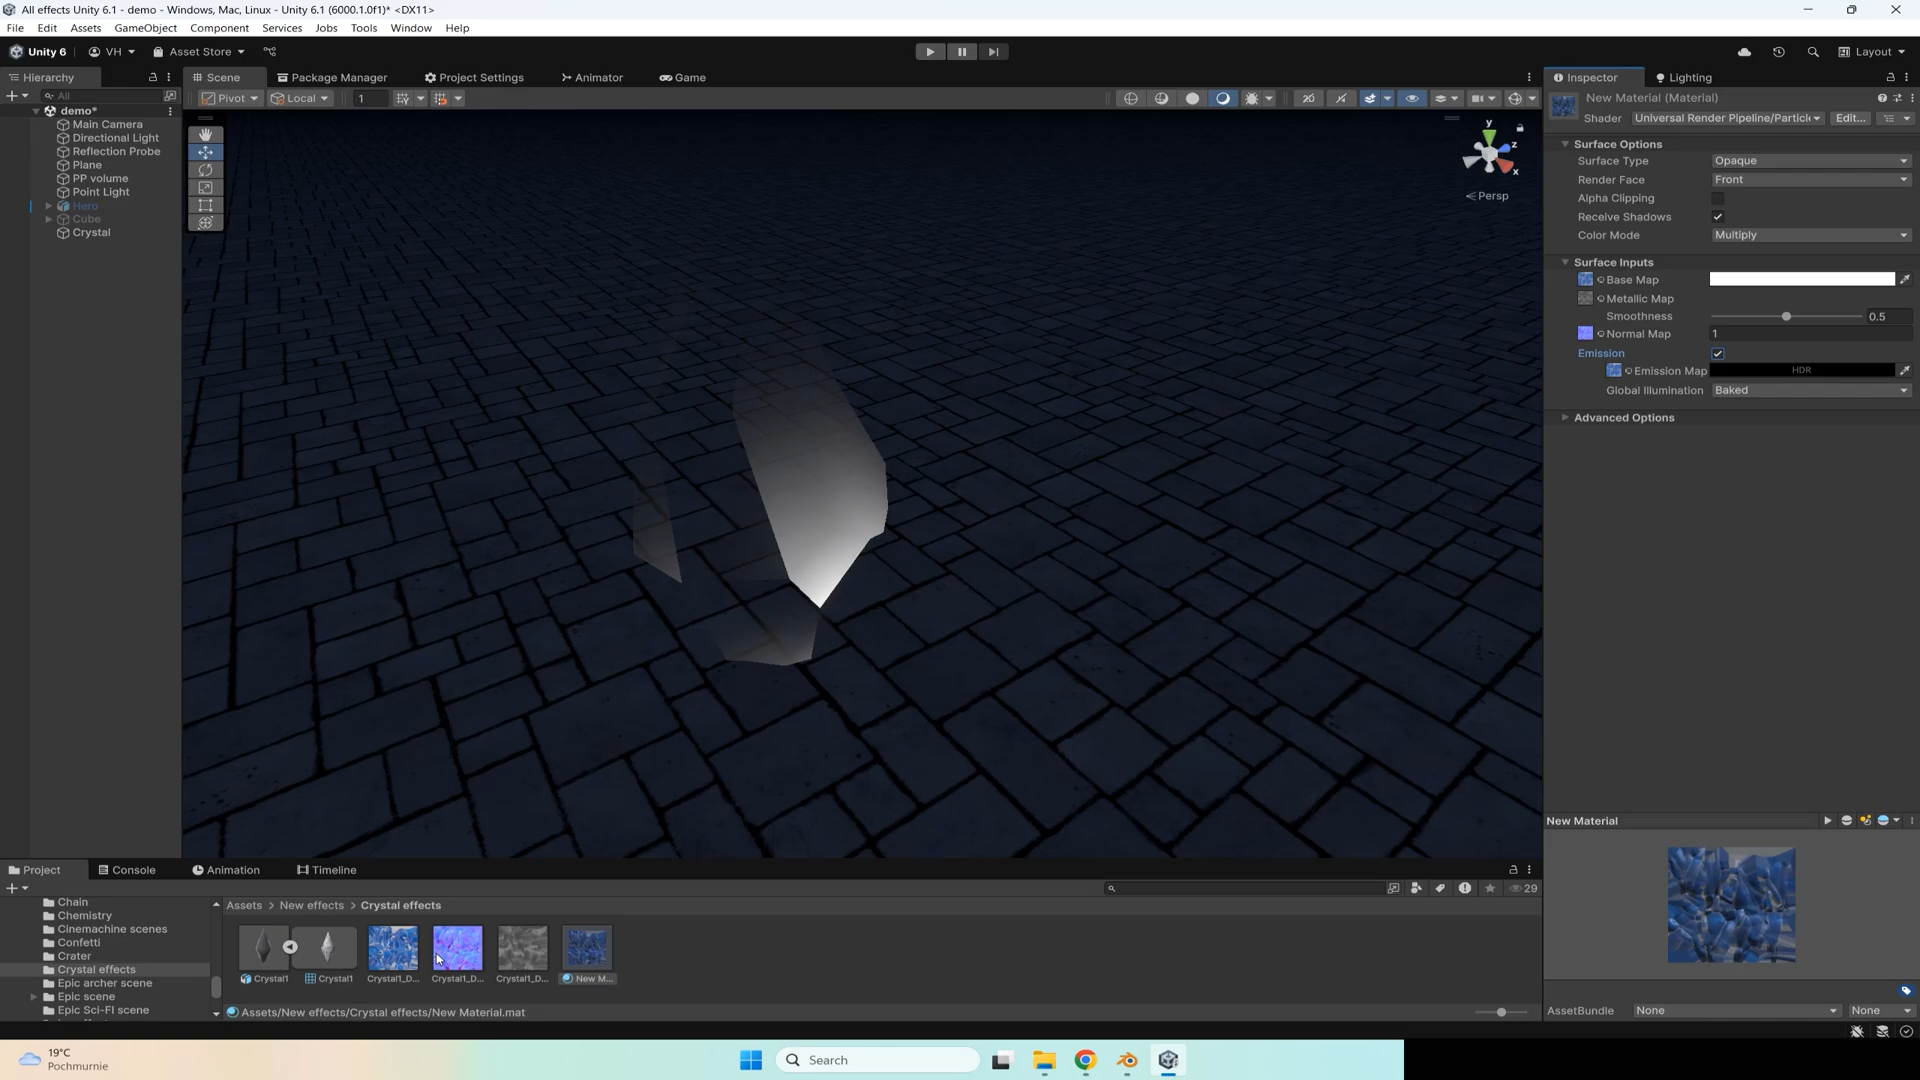 All effects Unity 6.1 - demo - Windows, Mac, Linux - Unity 6.1 (6000.1.0f1)* <DX11>
File Edit Assets GameObject Component Services Jobs Tools Window Help
Unity 6 VH Asset Store Layout
Hierarchy Scene Package Manager Project Settings Animator Game Inspector Lighting
All Pivot Local 1 2D
demo*
Main Camera
Directional Light
Reflection Probe
Plane
PP volume
Point Light
Hero
Cube
Crystal
y
z
x
Persp
New Material (Material)
Shader Universal Render Pipeline/Particl Edit...
Surface Options
Surface Type Opaque
Render Face Front
Alpha Clipping
Receive Shadows
Color Mode Multiply
Surface Inputs
Base Map
Metallic Map
Smoothness 0.5
Normal Map 1
Emission
Emission Map HDR
Global Illumination Baked
Advanced Options
New Material
AssetBundle None None
Project Console Animation Timeline
29
Chain
Chemistry
Cinemachine scenes
Confetti
Crater
Crystal effects
Epic archer scene
Epic scene
Epic Sci-FI scene
Assets > New effects > Crystal effects
Crystal1 Crystal1 Crystal1_D... Crystal1_D... Crystal1_D... New M...
Assets/New effects/Crystal effects/New Material.mat
19°C
Pochmurnie
Search